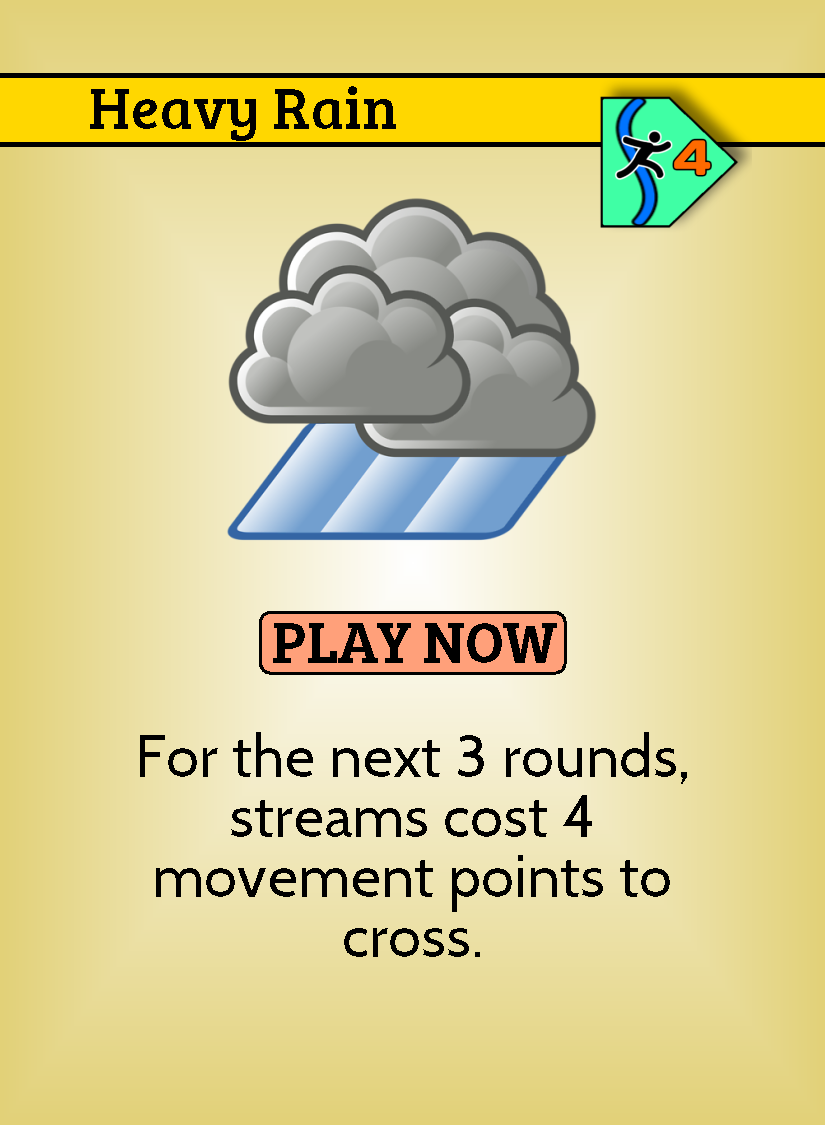 Heavy Rain
4
PLAY NOW
For the next 3 rounds,
streams cost 4
movement points to
cross.